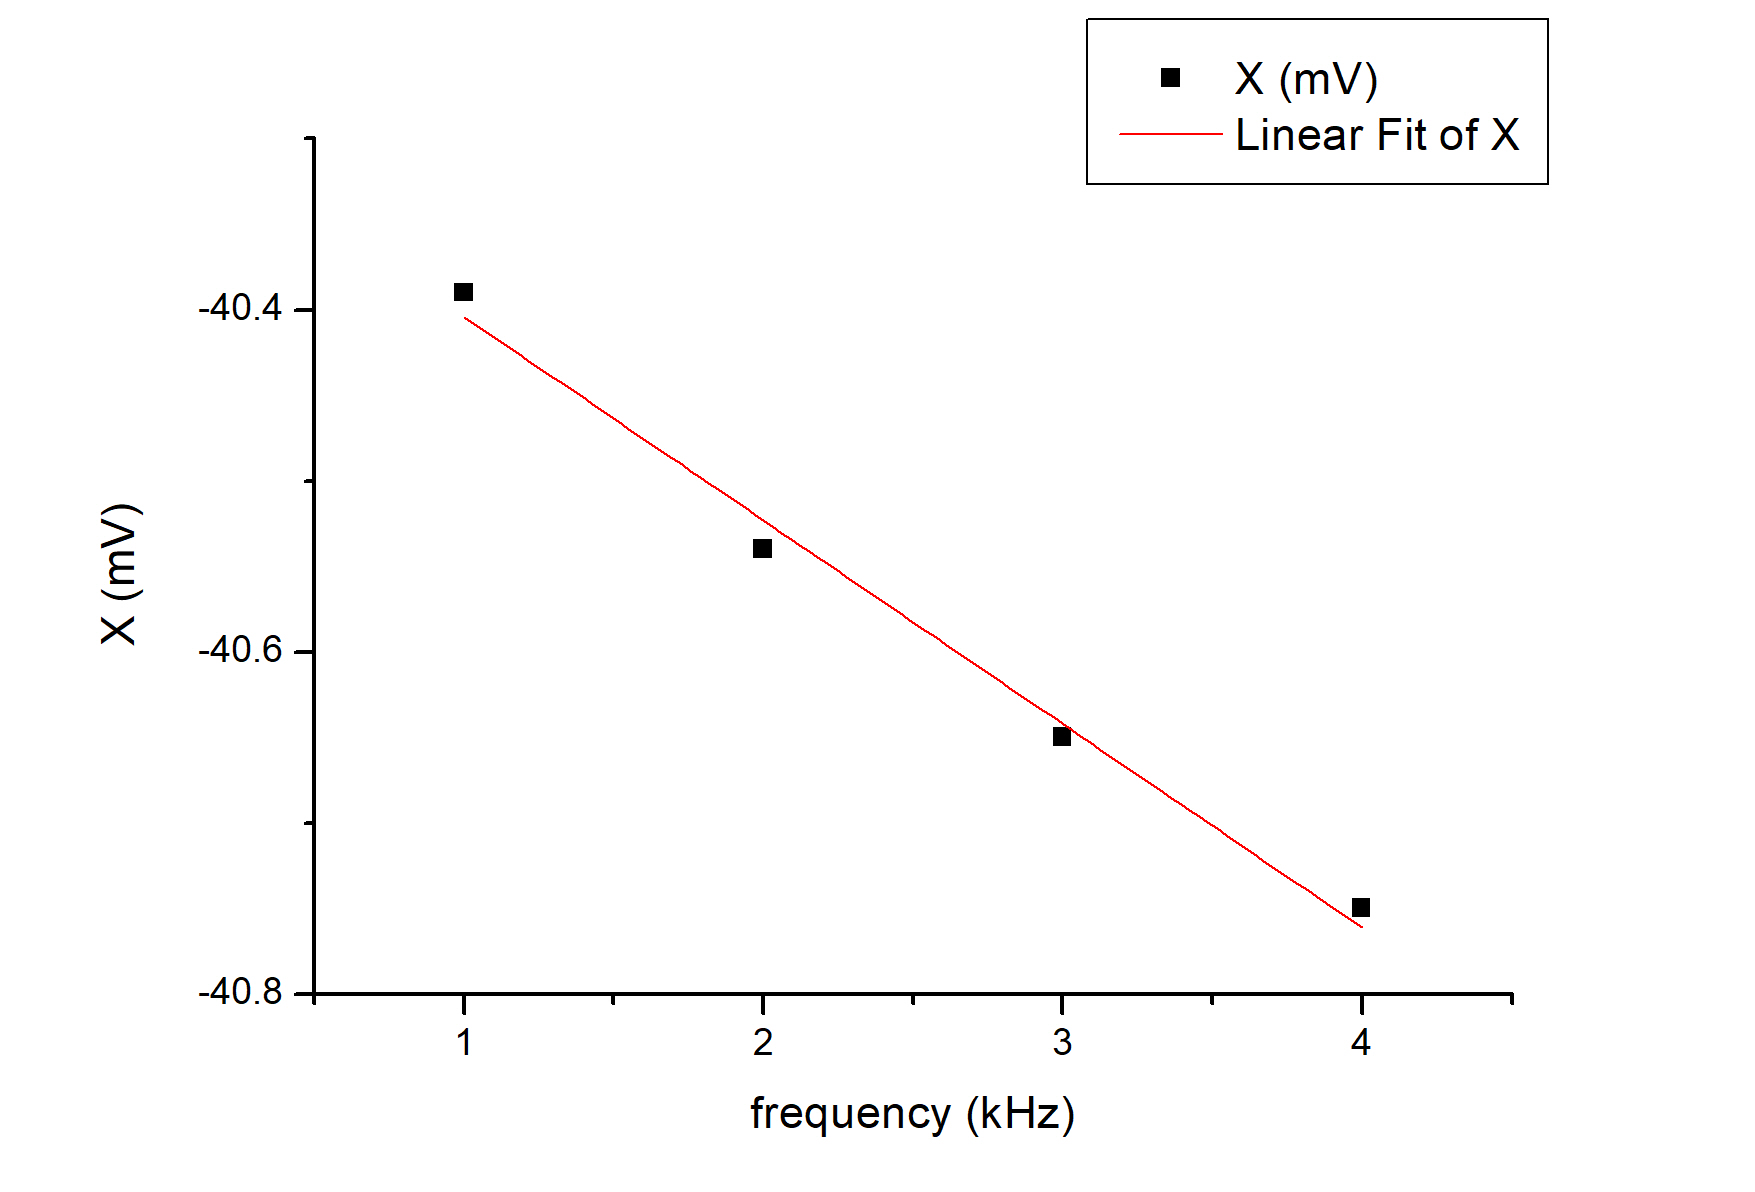 X (mV)
Linear Fit of X
-40.4
-40.6
-40.8
X (mV)
1 2 3 4
frequency (kHz)